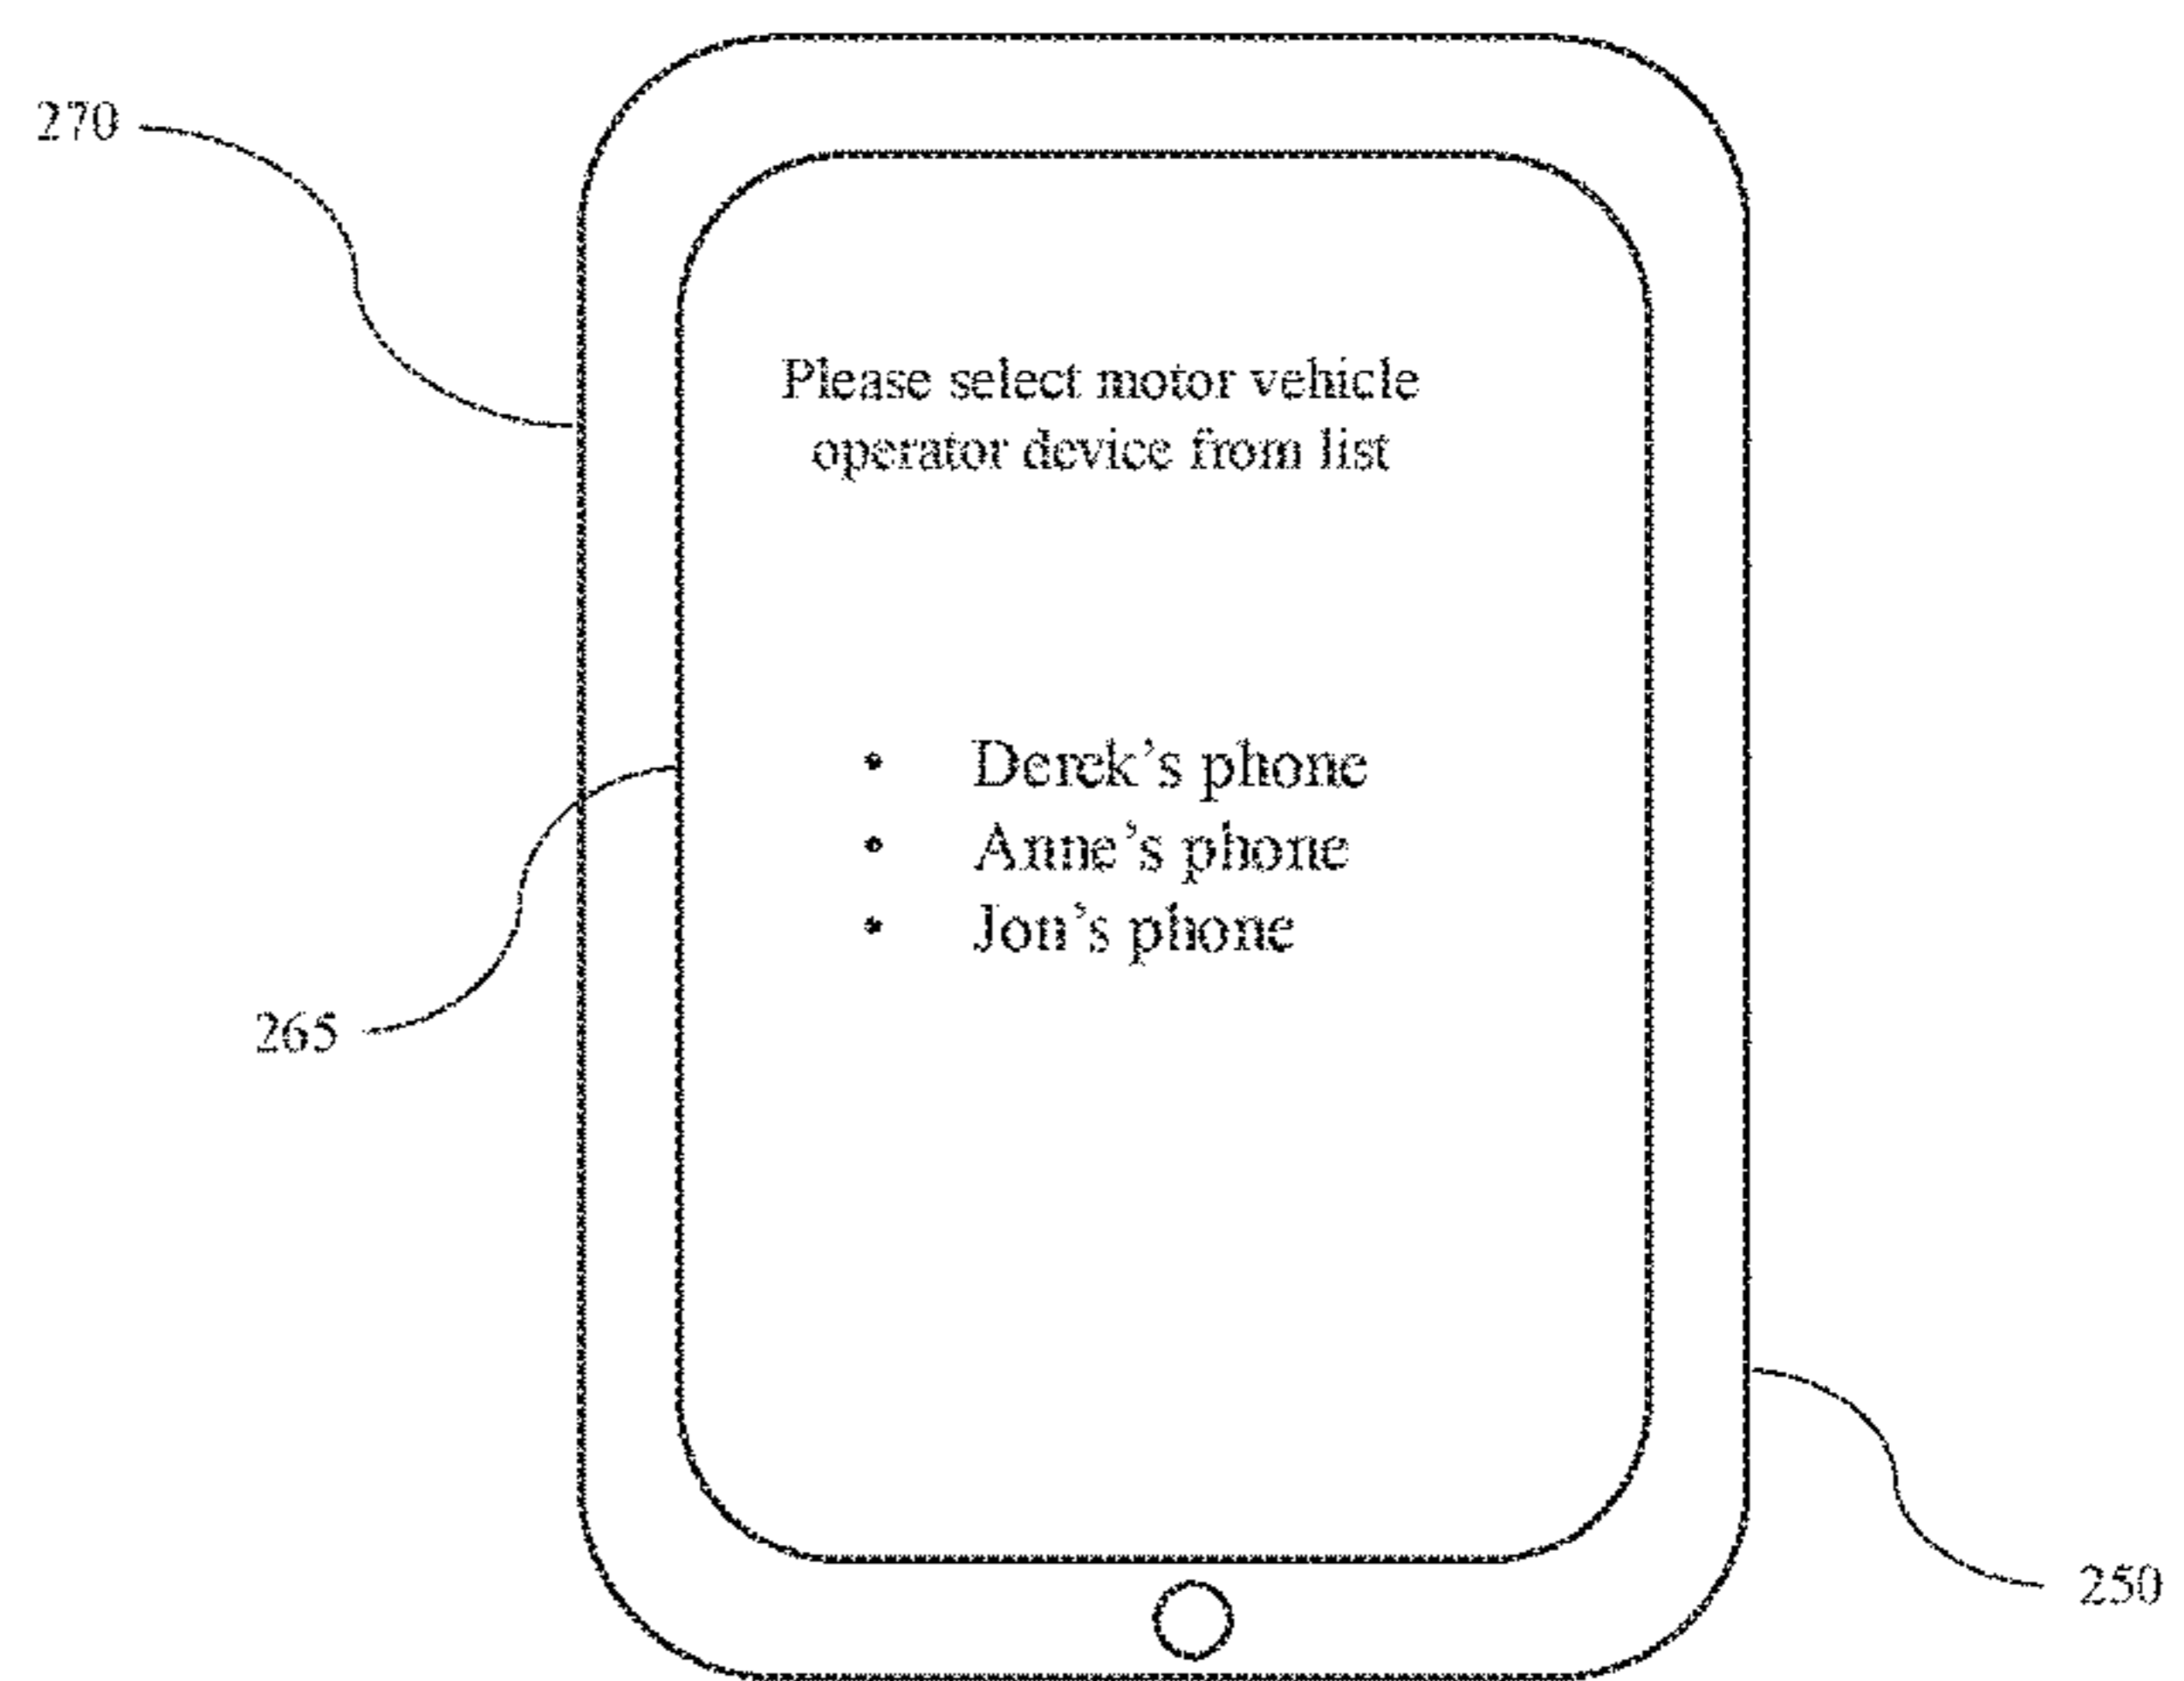 270
Please select motor vehicle
operator device from list
• Derek’s phone
• Anne’s phone
• Jon’s phone
265
250